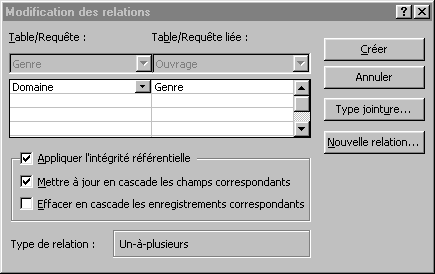 Modification des relations
Table/Requête : Table/Requête liée :
Genre Ouvrage
Domaine Genre
Créer
Annuler
Type jointure...
Nouvelle relation...
Appliquer l'intégrité référentielle
Mettre à jour en cascade les champs correspondants
Effacer en cascade les enregistrements correspondants
Type de relation : Un-à-plusieurs